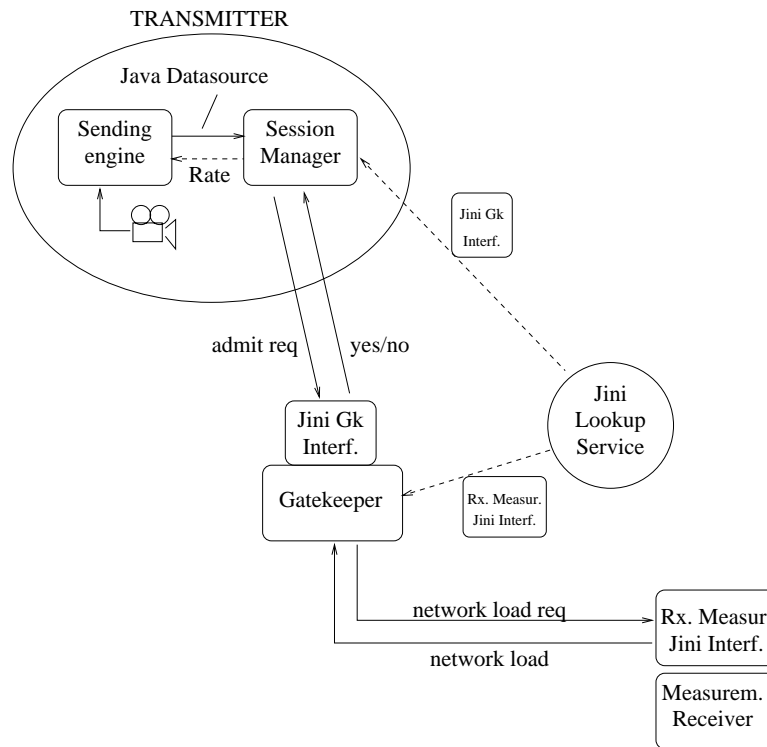 TRANSMITTER
Java Datasource
Sending
engine
Session
Manager
Rate
Jini Gk
Interf.
admit req
yes/no
Jini Gk
Interf.
Gatekeeper
Jini
Lookup
Service
Rx. Measur.
Jini Interf.
network load req
network load
Rx. Measur
Jini Interf.
Measurem.
Receiver